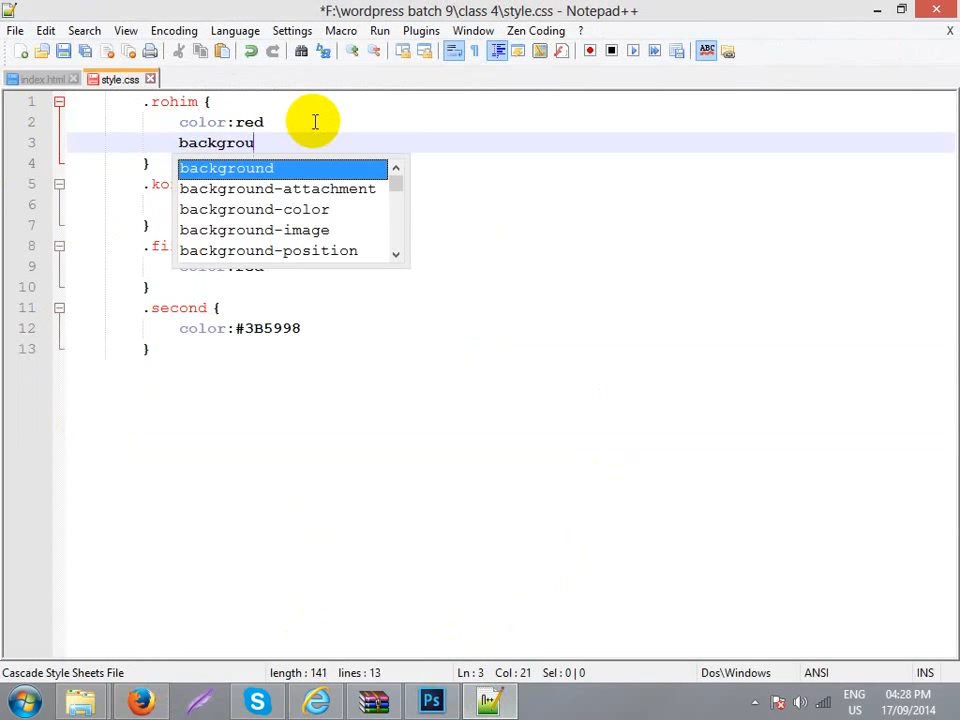 *F:\wordpress batch 9\class 4\style.css - Notepad++
File Edit Search View Encoding Language Settings Macro Run Plugins Window Zen Coding ? X
index.html style.css
1 .rohim {
2 color:red
3 backgrou
4 }
background
background-attachment
background-color
background-image
background-position
5
6
7 }
8
9
10 }
11 .second {
12 color:#3B5998
13 }
Cascade Style Sheets File length : 141 lines : 13 Ln : 3 Col : 21 Sel : 0 | 0 Dos\Windows ANSI INS
ENG 04:28 PM
US 17/09/2014